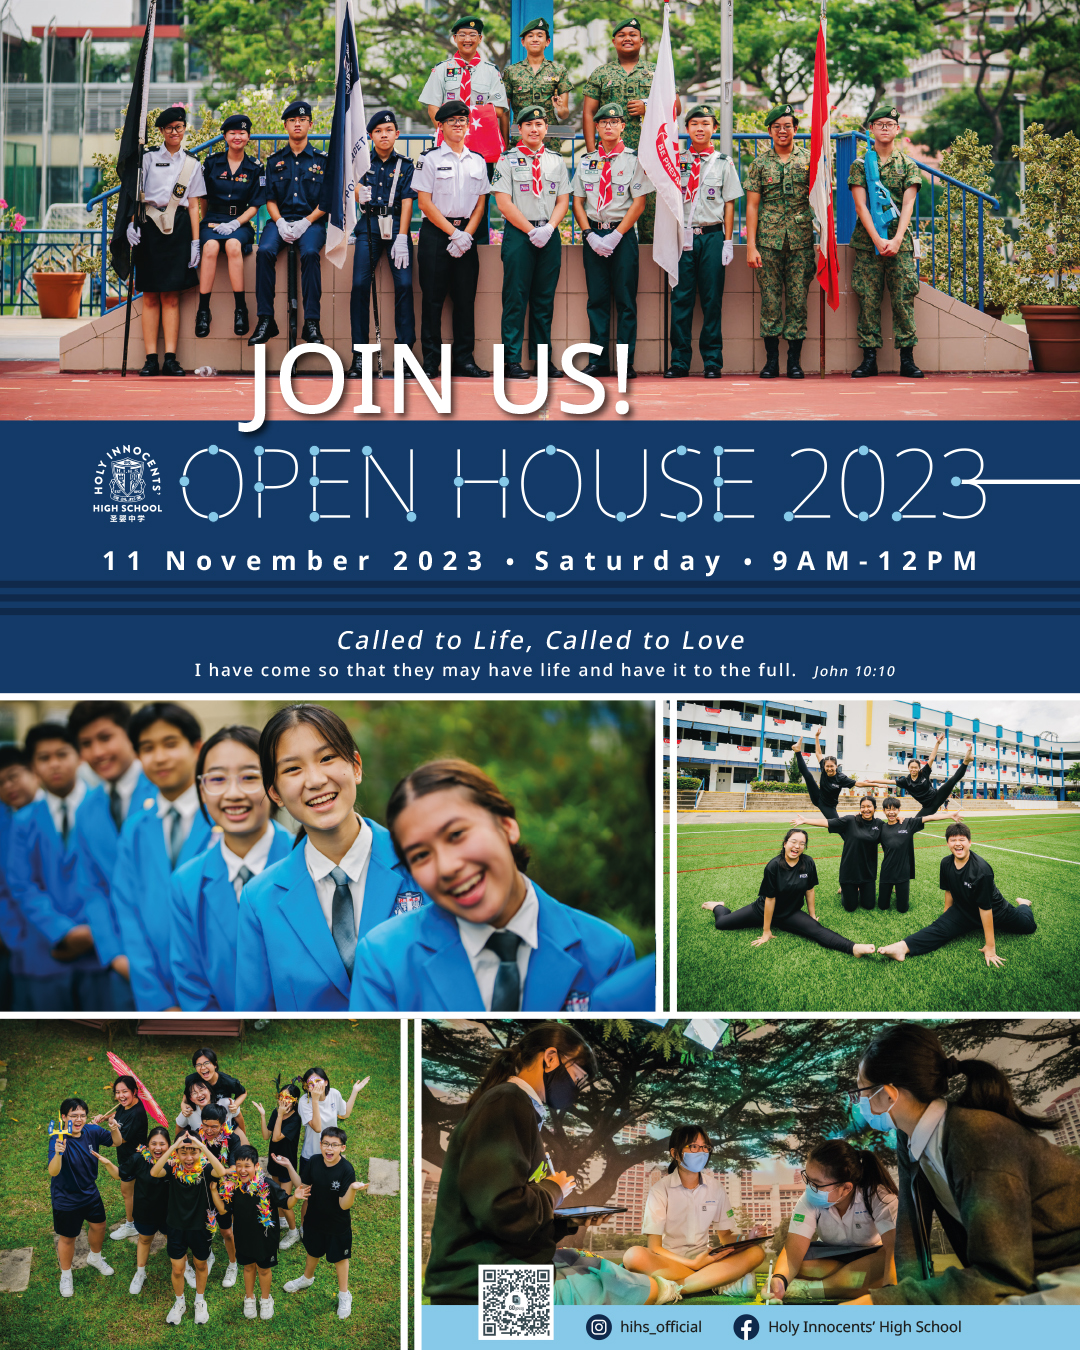 JOIN US!
HOLY INNOCENTS'
HIGH SCHOOL
圣婴中学
OPEN HOUSE 2023
11 November 2023 • Saturday • 9AM-12PM
Called to Life, Called to Love
I have come so that they may have life and have it to the full. John 10:10
hihs_official
Holy Innocents' High School